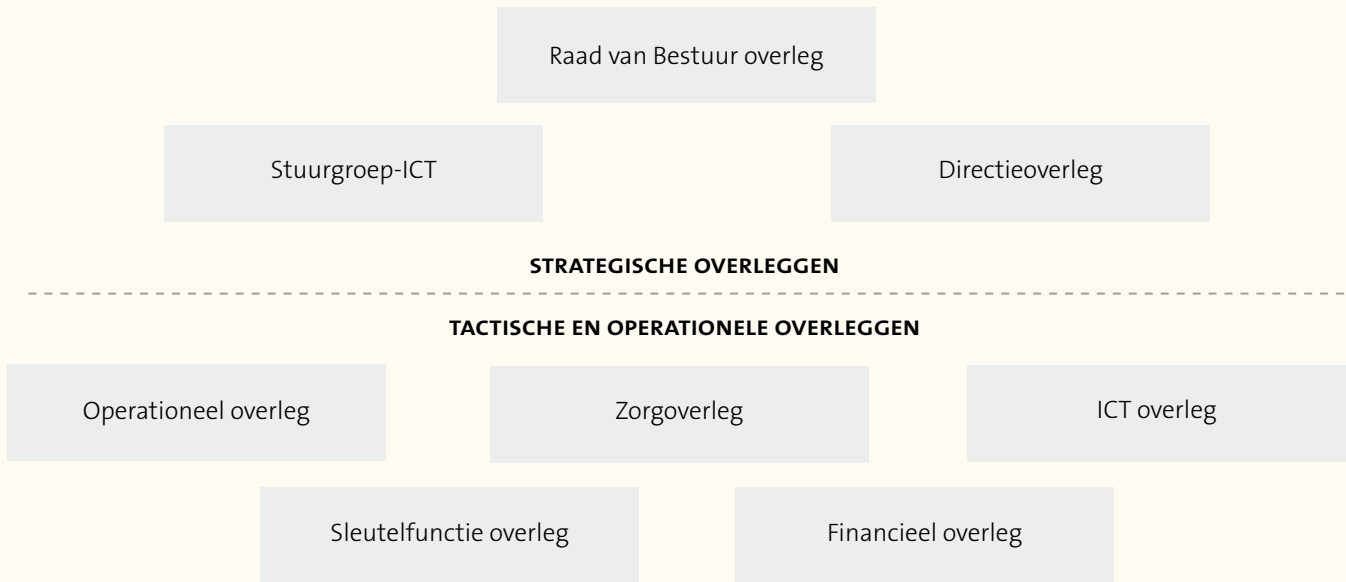 Raad van Bestuur overleg
Stuurgroep-ICT
Directieoverleg
STRATEGISCHE OVERLEGGEN
TACTISCHE EN OPERATIONELE OVERLEGGEN
Operationeel overleg
Zorgoverleg
ICT overleg
Sleutelfunctie overleg
Financieel overleg